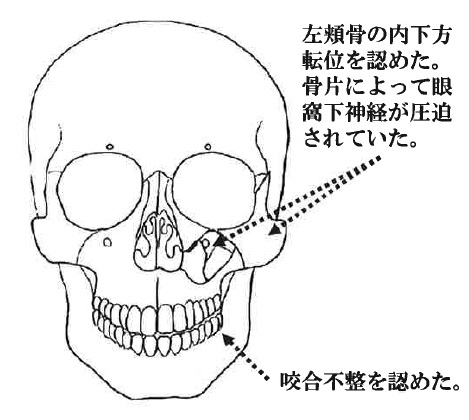 左頬骨の内下方
転位を認めた。
骨片によって眼
窩下神経が圧迫
されていた。
咬合不整を認めた。